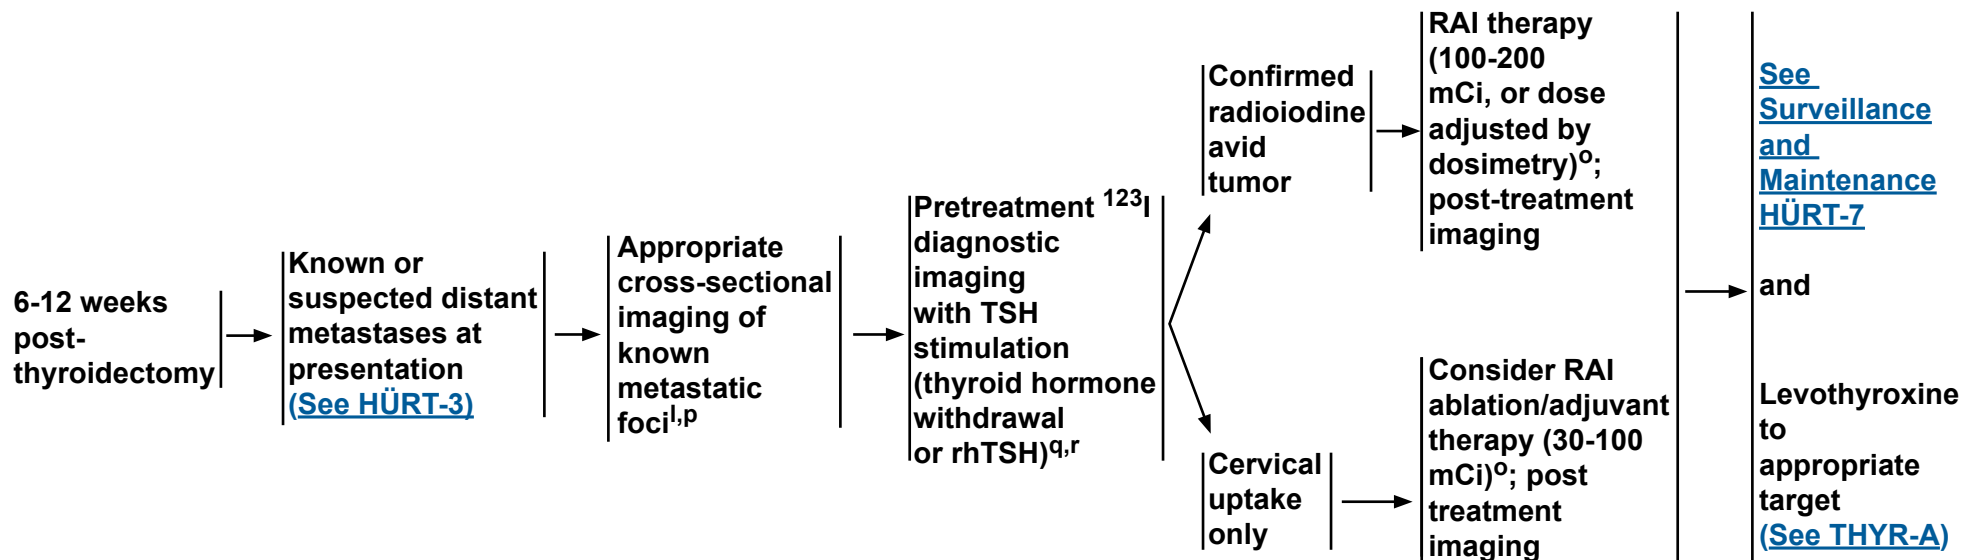 6-12 weeks
post-
thyroidectomy
Known or
suspected distant
metastases at
presentation
(See HÜRT-3)
Appropriate
cross-sectional
imaging of
known
metastatic
foci^l,p
Pretreatment ^123I
diagnostic
imaging
with TSH
stimulation
(thyroid hormone
withdrawal
or rhTSH)^q,r
Confirmed
radioiodine
avid
tumor
RAI therapy
(100-200
mCi, or dose
adjusted by
dosimetry)^o;
post-treatment
imaging
Cervical
uptake
only
Consider RAI
ablation/adjuvant
therapy (30-100
mCi)^o; post
treatment
imaging
See
Surveillance
and
Maintenance
HÜRT-7
and
Levothyroxine
to
appropriate
target
(See THYR-A)